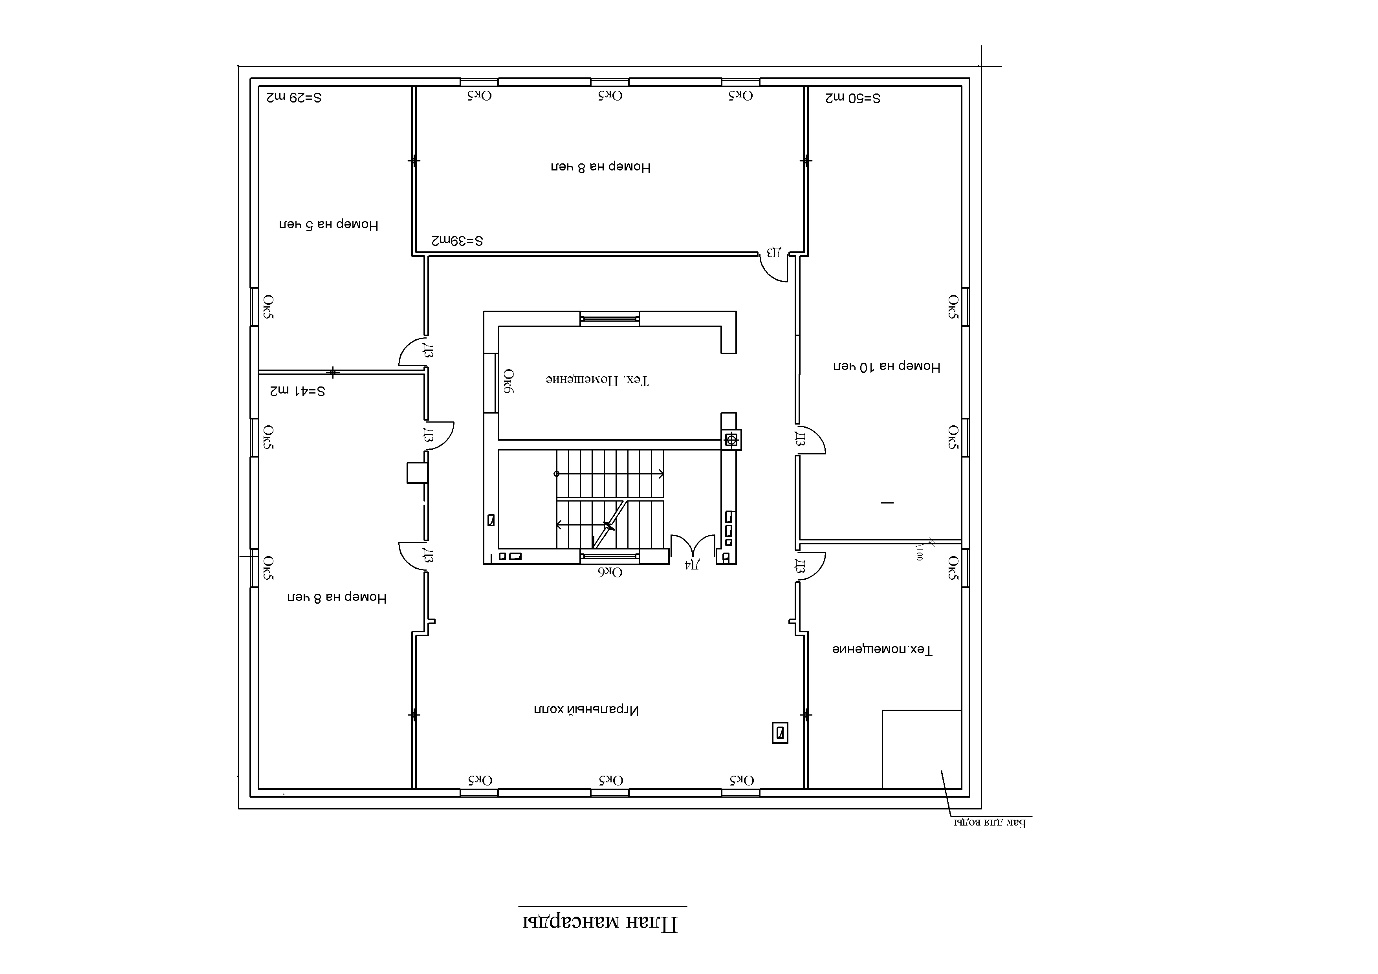 S=29 m2
Ок5
Ок5
Ок5
S=50 m2
Номер на 8 чел
Номер на 5 чел
S=39m2
Д3
Ок5
Ок5
Д3
Номер на 10 чел
Ок6
Тех. Помещение
S=41 m2
Ок5
Д3
Д3
Ок5
Д3
Ок6
Д4
Д3
1100
Ок5
Ок5
Номер на 8 чел
Тех.помещение
Игральный холл
Ок5
Ок5
Ок5
Бак для воды
План мансарды